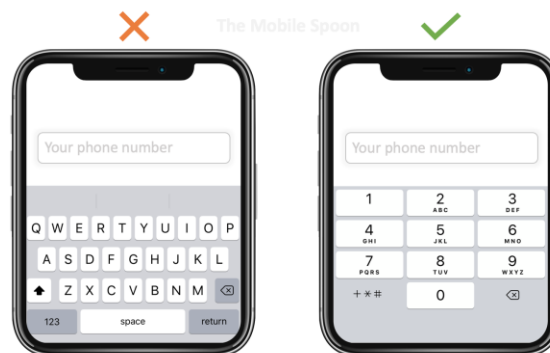 The Mobile Spoon
Your phone number
Q W E R T Y U I O P
A S D F G H J K L
Z X C V B N M
123 space return
Your phone number
1 2 3
ABC DEF
4 5 6
GHI JKL MNO
7 8 9
PQRS TUV WXYZ
+ * # 0